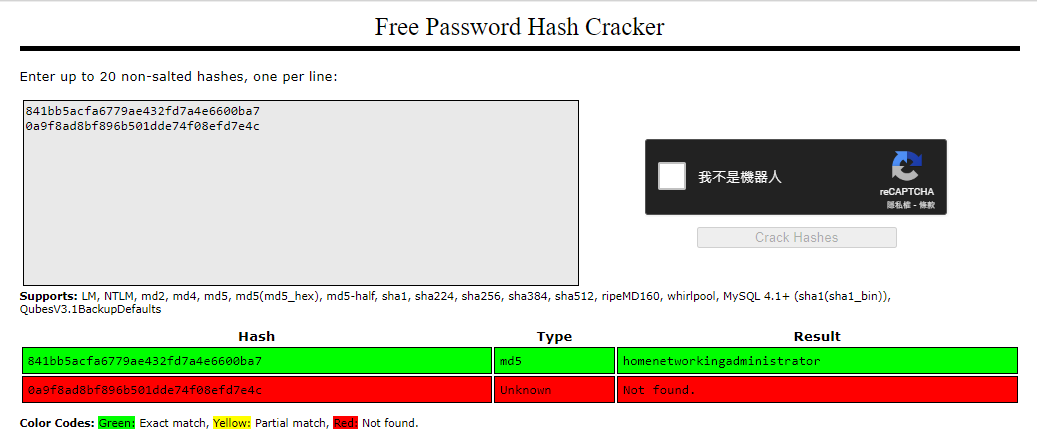 Free Password Hash Cracker
Enter up to 20 non-salted hashes, one per line:
841bb5acfa6779ae432fd7a4e6600ba7
0a9f8ad8bf896b501dde74f08efd7e4c
我不是機器人
reCAPTCHA
隱私權 - 條款
Crack Hashes
Supports: LM, NTLM, md2, md4, md5, md5(md5_hex), md5-half, sha1, sha224, sha256, sha384, sha512, ripeMD160, whirlpool, MySQL 4.1+ (sha1(sha1_bin)),
QubesV3.1BackupDefaults
Hash Type Result
841bb5acfa6779ae432fd7a4e6600ba7 md5 homenetworkingadministrator
0a9f8ad8bf896b501dde74f08efd7e4c Unknown Not found.
Color Codes: Green: Exact match, Yellow: Partial match, Red: Not found.